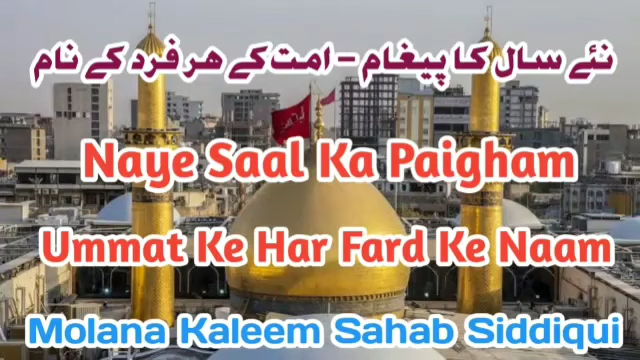 نئے سال کا پیغام - امت کے ھر فرد کے نام
Naye Saal Ka Paigham
Ummat Ke Har Fard Ke Naam
Molana Kaleem Sahab Siddiqui